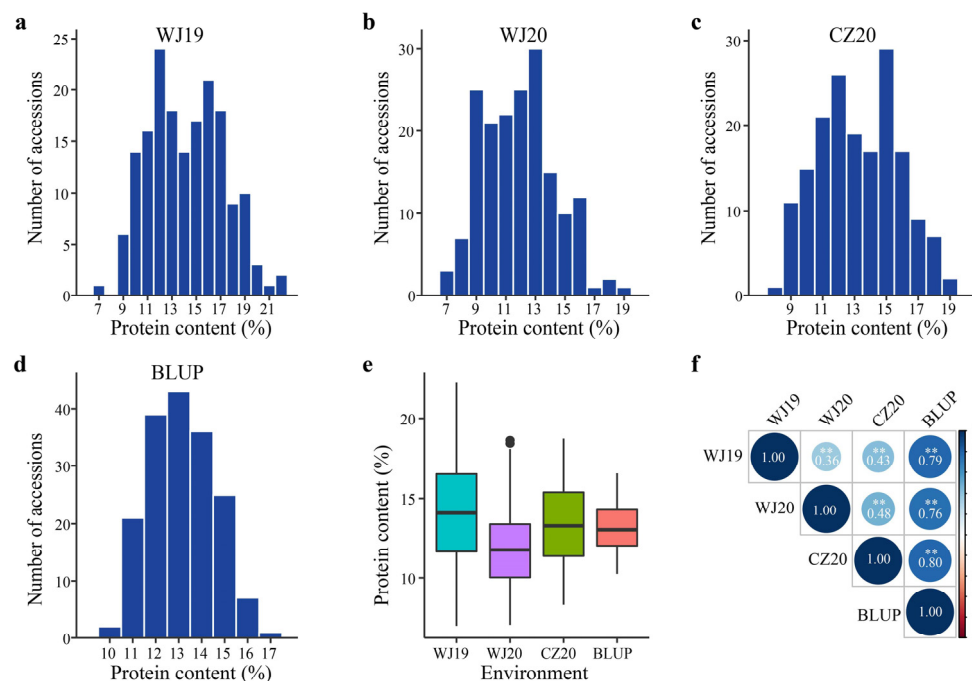 a
WJ19
Number of accessions
25
20
15
10
5
0
7 9 11 13 15 17 19 21
Protein content (%)
b
WJ20
Number of accessions
30
20
10
0
7 9 11 13 15 17 19
Protein content (%)
c
CZ20
Number of accessions
30
20
10
0
9 11 13 15 17 19
Protein content (%)
d
BLUP
Number of accessions
40
30
20
10
0
10 11 12 13 14 15 16 17
Protein content (%)
e
Protein content (%)
20
15
10
WJ19 WJ20 CZ20 BLUP
Environment
f
WJ19 WJ20 CZ20 BLUP
WJ19 1.00 ** 0.36 ** 0.43 ** 0.79
WJ20 1.00 ** 0.48 ** 0.76
CZ20 1.00 ** 0.80
BLUP 1.00